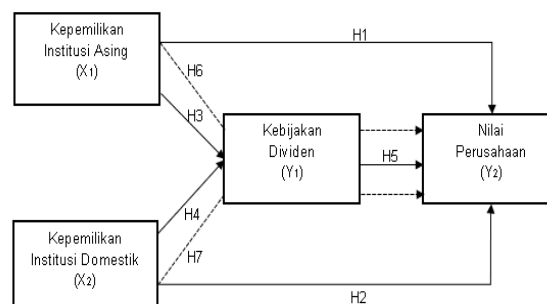 Kepemilikan
Institusi Asing
(X1)
H1
H6
H3
Kebijakan
Dividen
(Y1)
H5
Nilai
Perusahaan
(Y2)
H4
H7
Kepemilikan
Institusi Domestik
(X2)
H2